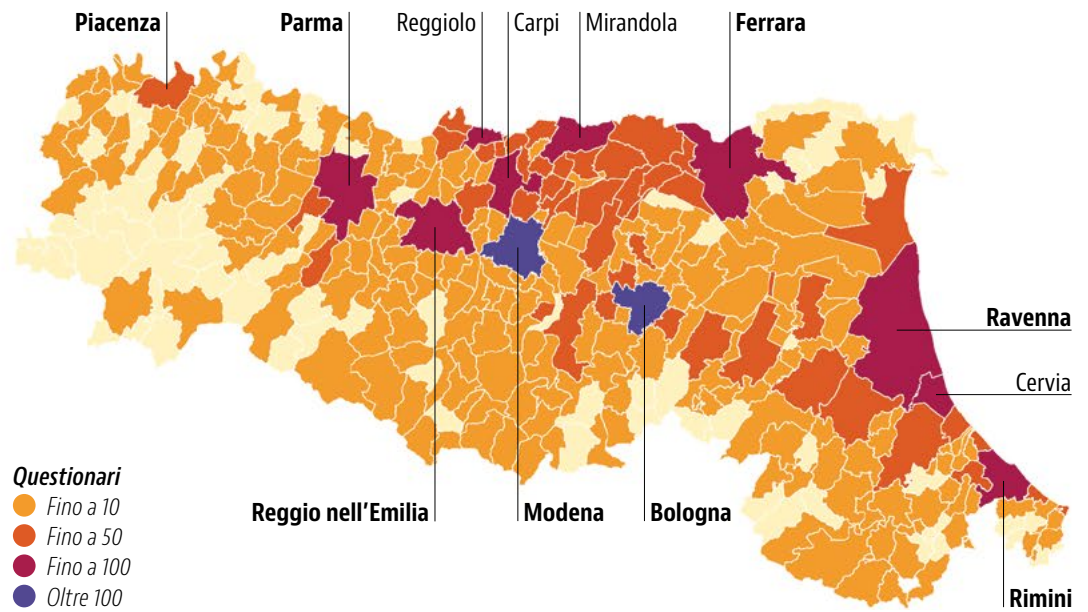 Piacenza
Parma
Reggiolo
Carpi
Mirandola
Ferrara
Ravenna
Cervia
Questionari
Fino a 10
Fino a 50
Fino a 100
Oltre 100
Reggio nell'Emilia
Modena
Bologna
Rimini